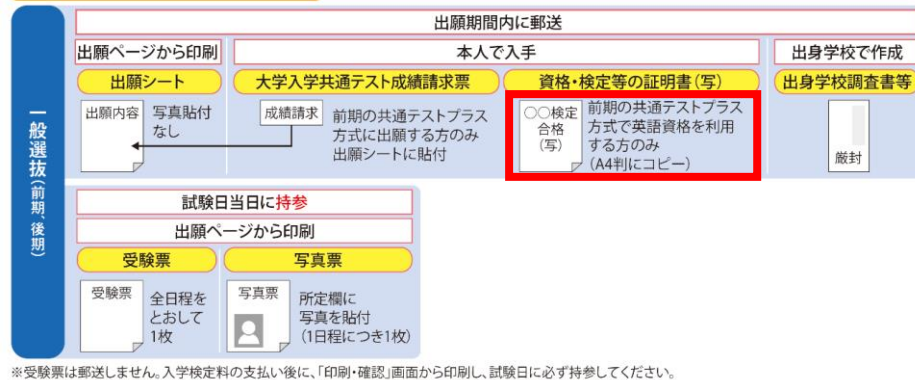 出願期間内に郵送
出願ページから印刷
本人で入手
出身学校で作成
出願シート
大学入学共通テスト成績請求票
資格・検定等の証明書(写)
出身学校調査書等
出願内容
写真貼付
なし
成績請求
前期の共通テストプラス
方式に出願する方のみ
出願シートに貼付
○○検定
合格
(写)
前期の共通テストプラス
方式で英語資格を利用
する方のみ
(A4判にコピー)
厳封
一般選抜(前期、後期)
試験日当日に持参
出願ページから印刷
受験票
写真票
受験票
全日程を
とおして
1枚
写真票
所定欄に
写真を貼付
(1日程につき1枚)
※受験票は郵送しません。入学検定料の支払い後に、「印刷・確認」画面から印刷し、試験日に必ず持参してください。